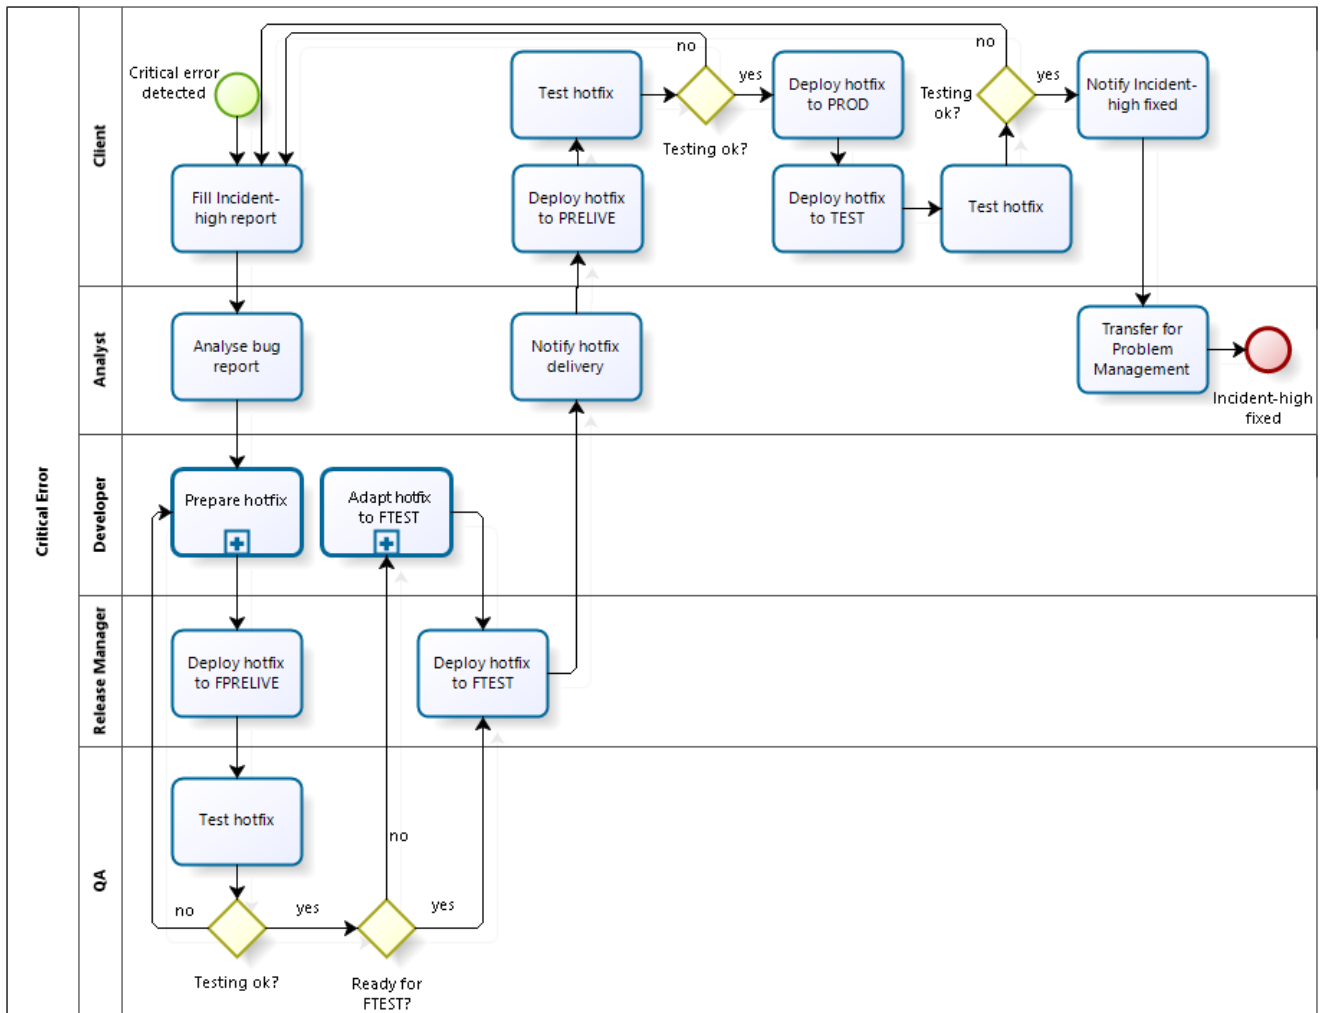 Critical Error
Client
Critical error
detected
Fill Incident-
high report
Test hotfix
Deploy hotfix
to PRELIVE
no
yes
Testing ok?
Deploy hotfix
to PROD
Deploy hotfix
to TEST
Test hotfix
no
Testing
ok?
yes
Notify Incident-
high fixed
Analyst
Analyse bug
report
Notify hotfix
delivery
Transfer for
Problem
Management
Incident-high
fixed
Developer
Prepare hotfix
Adapt hotfix
to FTEST
Release Manager
Deploy hotfix
to FPRELIVE
Deploy hotfix
to FTEST
QA
Test hotfix
no
no
yes
yes
Testing ok?
Ready for
FTEST?